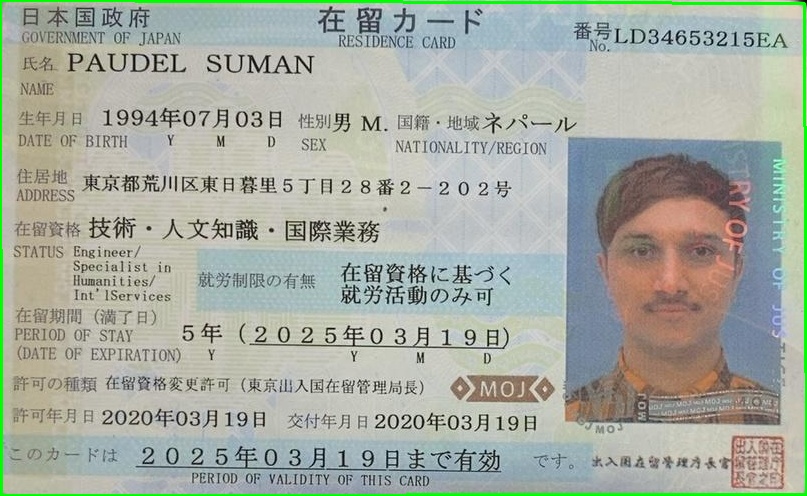 日本国政府 在留カード 番号 LD34653215EA
GOVERNMENT OF JAPAN RESIDENCE CARD No.
氏名 PAUDEL SUMAN
NAME
生年月日 1994年07月03日 性別 男 M. 国籍・地域 ネパール
DATE OF BIRTH Y M D SEX NATIONALITY/REGION
住居地 東京都荒川区東日暮里5丁目28番2-202号
ADDRESS
在留資格 技術・人文知識・国際業務
STATUS Engineer/
Specialist in
Humanities/
Int'lServices
就労制限の有無 在留資格に基づく
就労活動のみ可
在留期間(満了日)
PERIOD OF STAY 5年(2025年03月19日)
(DATE OF EXPIRATION) Y Y M D
許可の種類 在留資格変更許可(東京出入国在留管理局長) MOJ
許可年月日 2020年03月19日 交付年月日 2020年03月19日
このカードは 2025年03月19日まで有効 です。 出入国在留管理庁長官
PERIOD OF VALIDITY OF THIS CARD
MINISTRY OF JUS
TRY OF J
MOJ
MOJ